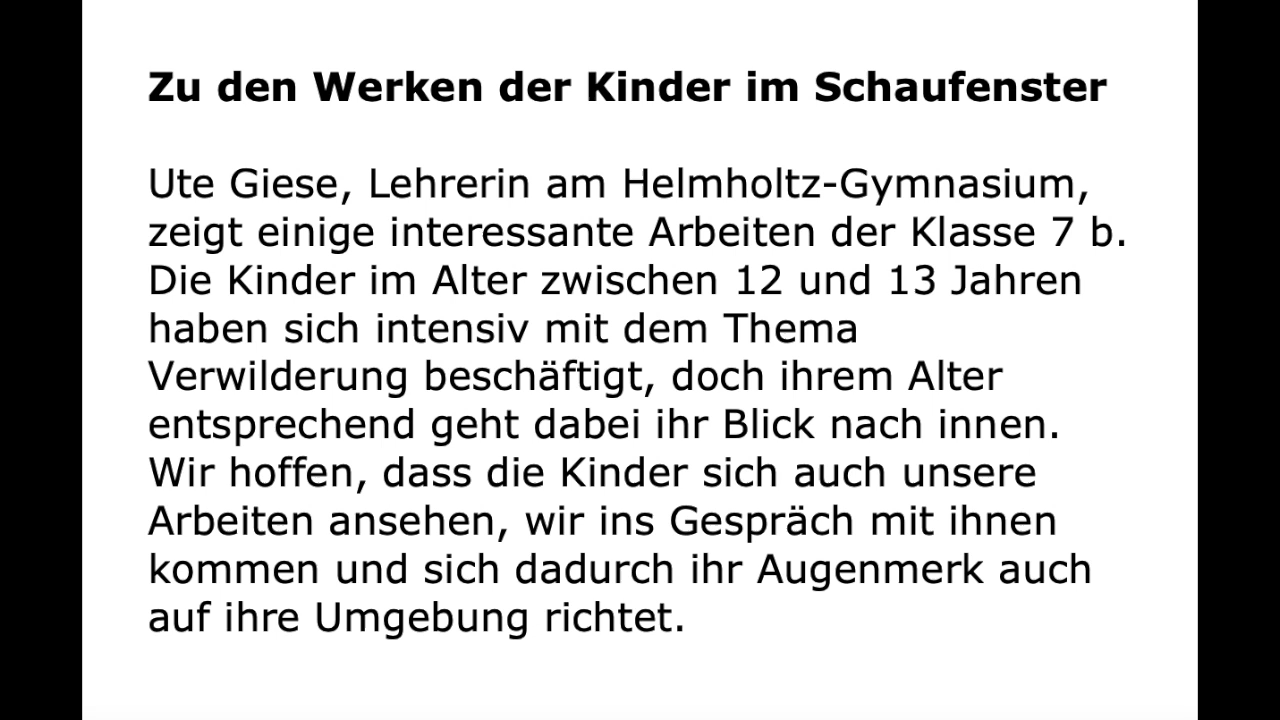 Zu den Werken der Kinder im Schaufenster
Ute Giese, Lehrerin am Helmholtz-Gymnasium,
zeigt einige interessante Arbeiten der Klasse 7 b.
Die Kinder im Alter zwischen 12 und 13 Jahren
haben sich intensiv mit dem Thema
Verwilderung beschäftigt, doch ihrem Alter
entsprechend geht dabei ihr Blick nach innen.
Wir hoffen, dass die Kinder sich auch unsere
Arbeiten ansehen, wir ins Gespräch mit ihnen
kommen und sich dadurch ihr Augenmerk auch
auf ihre Umgebung richtet.